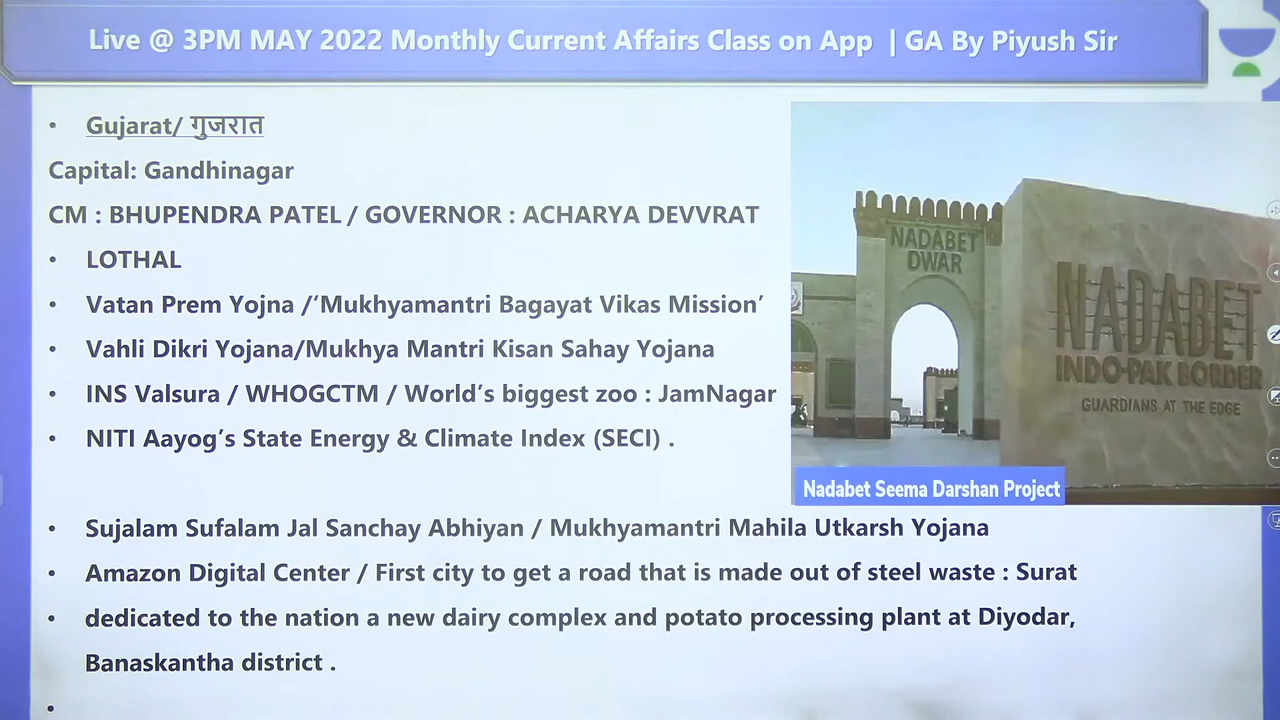 Live @ 3PM MAY 2022 Monthly Current Affairs Class on App | GA By Piyush Sir
• Gujarat/ गुजरात
Capital: Gandhinagar
CM : BHUPENDRA PATEL / GOVERNOR : ACHARYA DEVVRAT
• LOTHAL
• Vatan Prem Yojna /‘Mukhyamantri Bagayat Vikas Mission’
• Vahli Dikri Yojana/Mukhya Mantri Kisan Sahay Yojana
• INS Valsura / WHOGCTM / World’s biggest zoo : JamNagar
• NITI Aayog’s State Energy & Climate Index (SECI) .
NADABET
DWAR
NADABET
INDO-PAK BORDER
GUARDIANS AT THE EDGE
Nadabet Seema Darshan Project
• Sujalam Sufalam Jal Sanchay Abhiyan / Mukhyamantri Mahila Utkarsh Yojana
• Amazon Digital Center / First city to get a road that is made out of steel waste : Surat
• dedicated to the nation a new dairy complex and potato processing plant at Diyodar,
Banaskantha district .
•